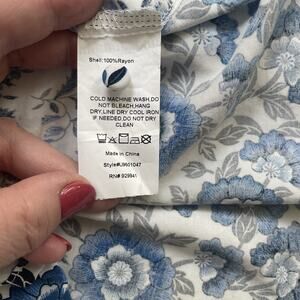 Shell:100%Rayon
COLD MACHINE WASH,DO
NOT BLEACH,HANG
DRY,LINE DRY COOL IRON
IF NEEDED,DO NOT DRY
CLEAN
Made in China
Style#U9601047
RN# 929941